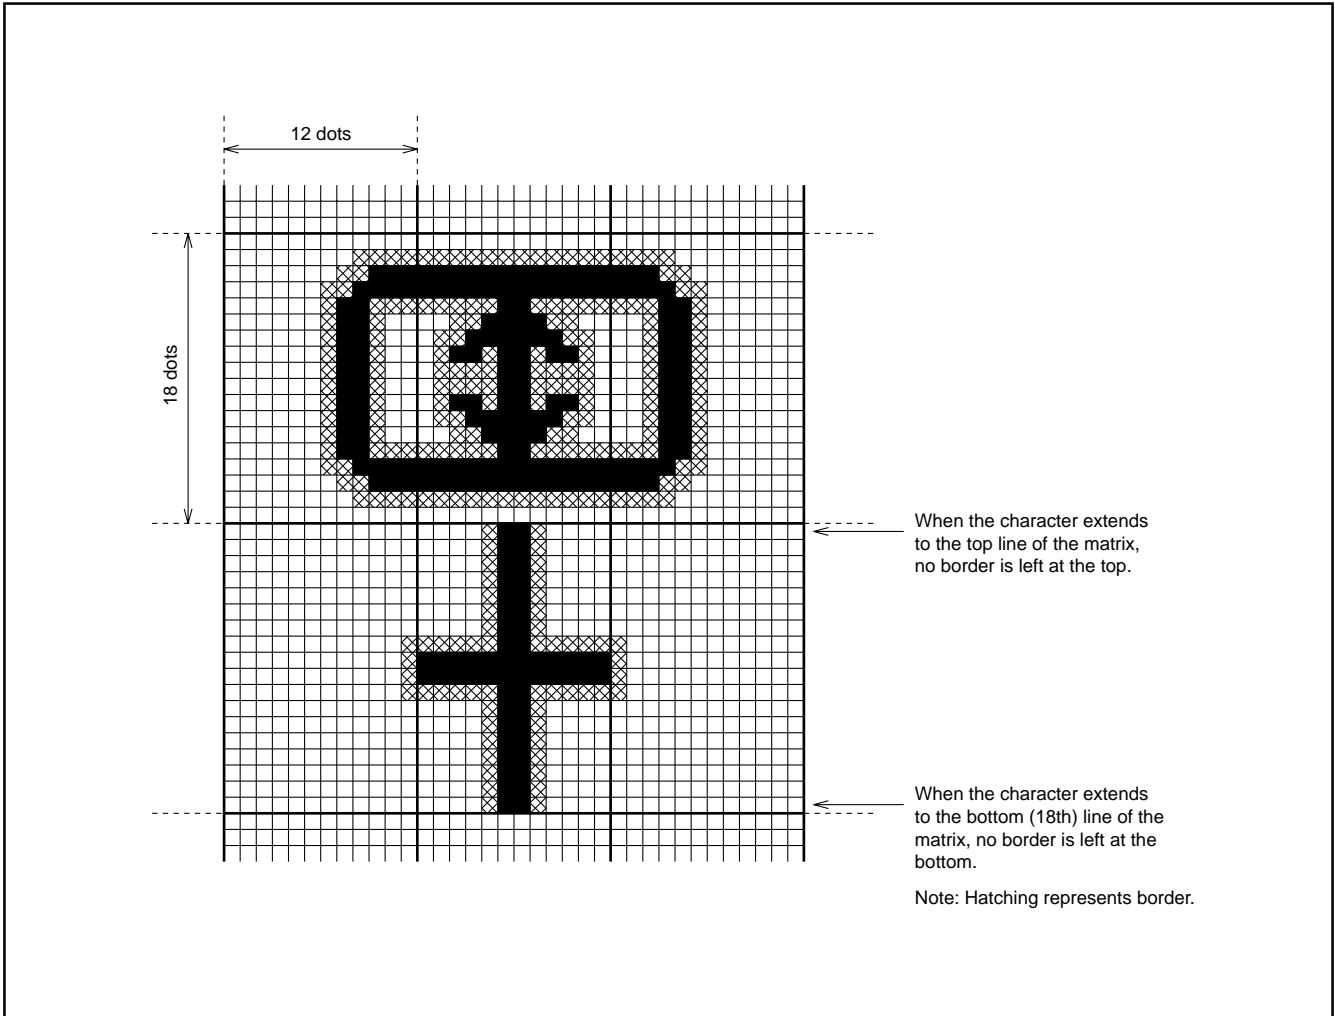 12 dots
18 dots
When the character extends
to the top line of the matrix,
no border is left at the top.
When the character extends
to the bottom (18th) line of the
matrix, no border is left at the
bottom.
Note: Hatching represents border.